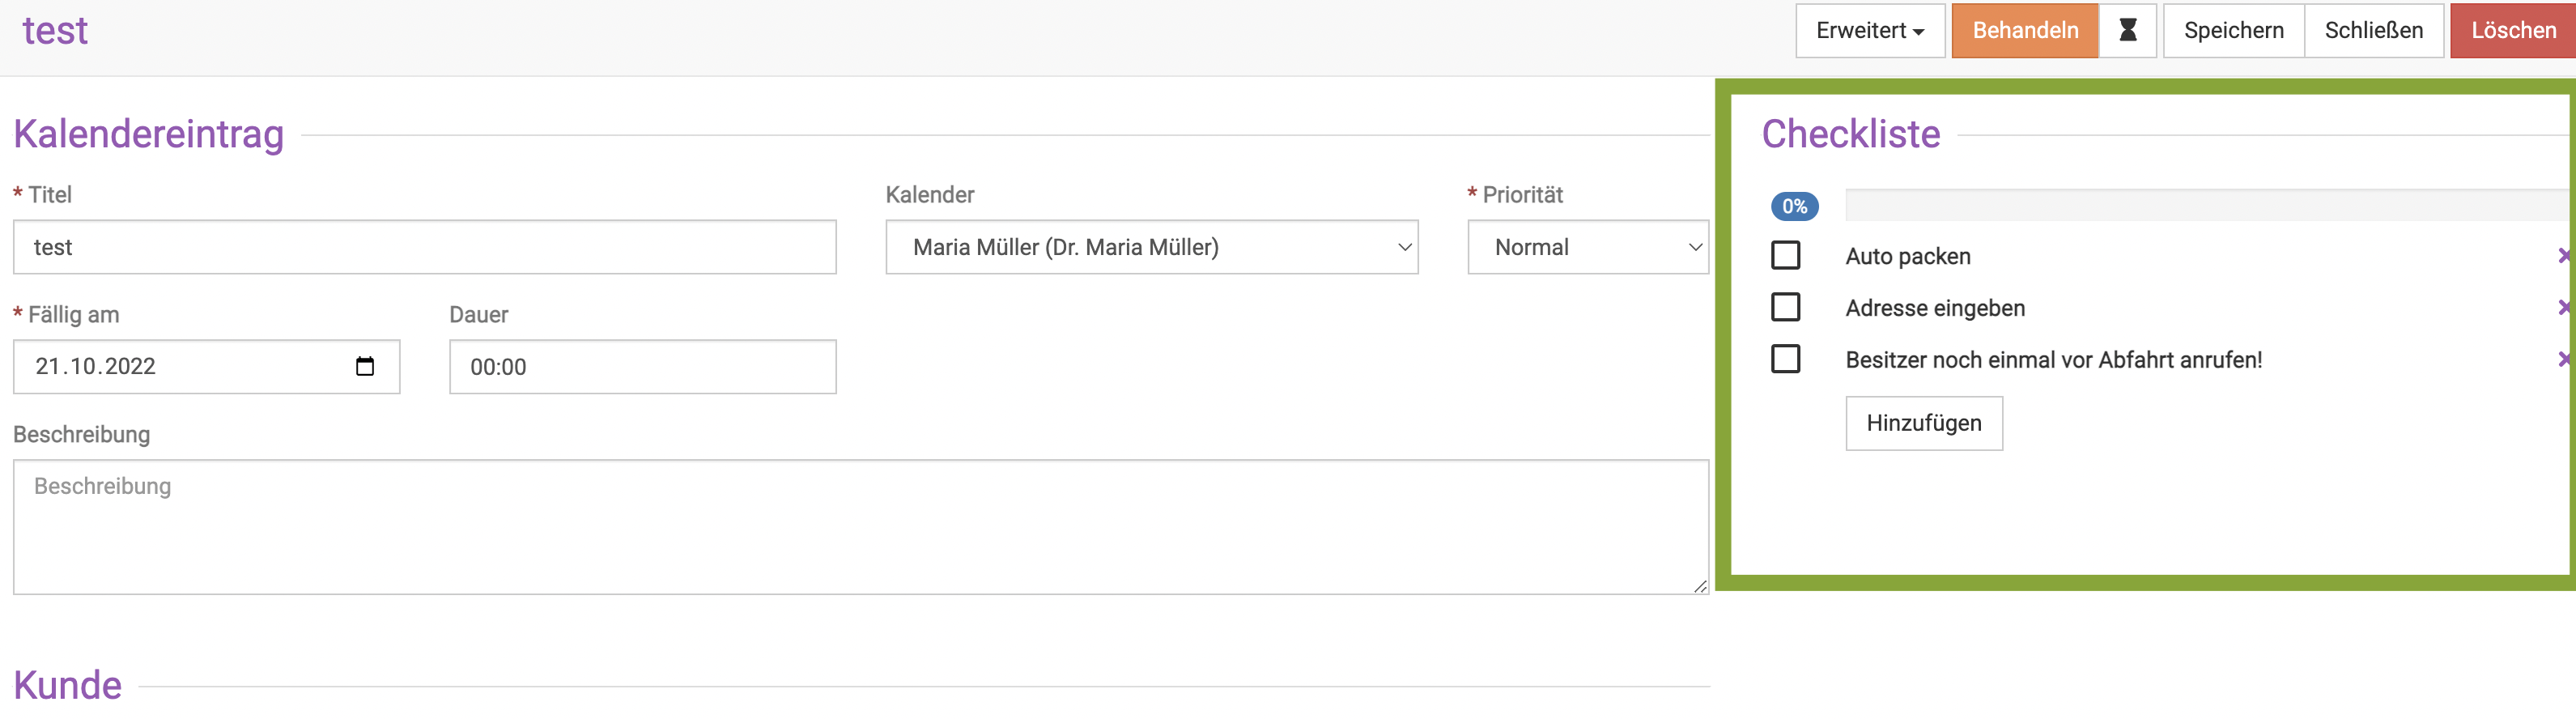 test
Erweitert Behandeln Speichern Schließen Löschen
Kalendereintrag
* Titel Kalender * Priorität
test Maria Müller (Dr. Maria Müller) Normal
* Fällig am Dauer
21.10.2022 00:00
Beschreibung
Beschreibung
Kunde
Checkliste
0%
Auto packen
Adresse eingeben
Besitzer noch einmal vor Abfahrt anrufen!
Hinzufügen